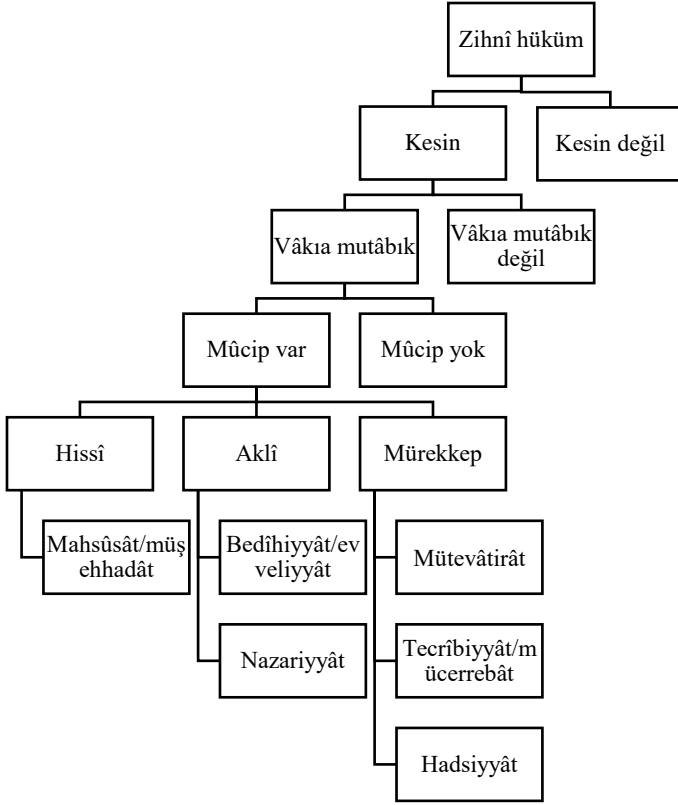 Zihnî hüküm
Kesin
Kesin değil
Vâkıa mutâbık
Vâkıa mutâbık
değil
Mûcip var
Mûcip yok
Hissî
Aklî
Mürekkep
Mahsûsât/müş
ehhadât
Bedîhiyyât/ev
veliyyât
Mütevâtirât
Nazariyyât
Tecrîbiyyât/m
ücerrebât
Hadsiyyât